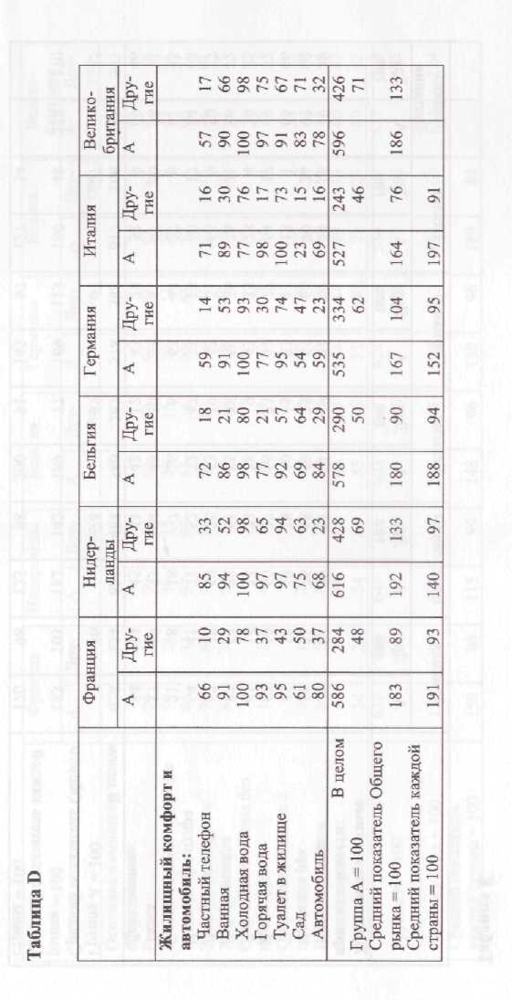 Таблица D
Франция Нидер- Бельгия Германия Италия Велико-
ланды британия
А Дру- А Дру- А Дру- А Дру- А Дру- А Дру-
гие гие гие гие гие гие
Жилищный комфорт и
автомобиль:
Частный телефон 66 10 85 33 72 18 59 14 71 16 57 17
Ванная 91 29 94 52 86 21 91 53 89 30 90 66
Холодная вода 100 78 100 98 98 80 100 93 77 76 100 98
Горячая вода 93 37 97 65 77 21 77 30 98 17 97 75
Туалет в жилище 95 43 97 94 92 57 95 74 100 73 91 67
Сад 61 50 75 63 69 64 54 47 23 15 83 71
Автомобиль 80 37 68 23 84 29 59 23 69 16 78 32
В целом 586 284 616 428 578 290 535 334 527 243 596 426
Группа А = 100 48 69 50 62 46 71
Средний показатель Общего
рынка = 100 183 89 192 133 180 90 167 104 164 76 186 133
Средний показатель каждой
страны = 100 191 93 140 97 188 94 152 95 197 91